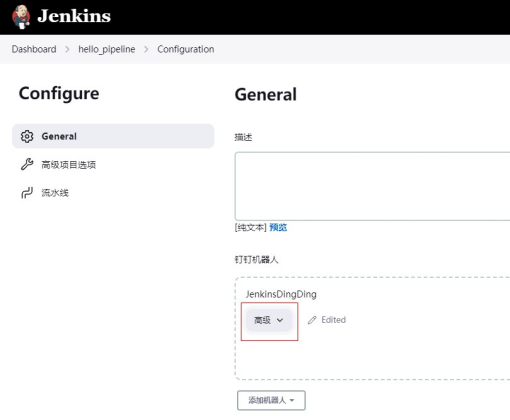 Jenkins
Dashboard > hello_pipeline > Configuration
Configure
General
高级项目选项
流水线
General
描述
[纯文本] 预览
钉钉机器人
JenkinsDingDing
高级 Edited
添加机器人